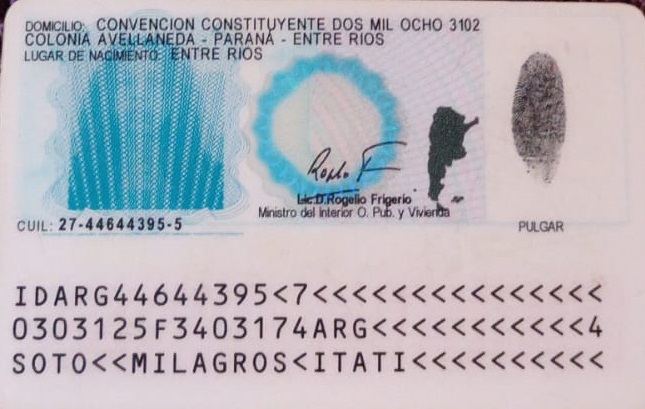 DOMICILIO: CONVENCION CONSTITUYENTE DOS MIL OCHO 3102
COLONIA AVELLANEDA - PARANÁ - ENTRE RIOS
LUGAR DE NACIMIENTO: ENTRE RIOS
Lic.D.Rogelio Frigerio
Ministro del Interior O. Pub. y Vivienda
CUIL: 27-44644395-5
PULGAR
IDARG44644395<7<<<<<<<<<<<<<<<
0303125F3403174ARG<<<<<<<<<<<4
SOTO<<MILAGROS<ITATI<<<<<<<<<<